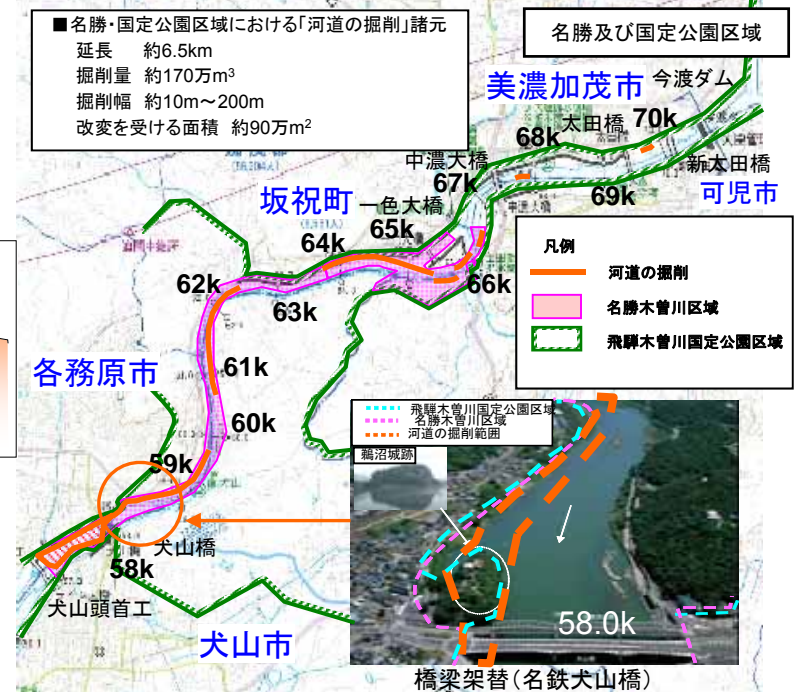 ■名勝・国定公園区域における「河道の掘削」諸元
延長 約6.5km
掘削量 約170万m³
掘削幅 約10m～200m
改変を受ける面積 約90万m²
名勝及び国定公園区域
美濃加茂市
今渡ダム
70k
太田橋
68k
中濃大橋
67k
新太田橋
69k
可児市
坂祝町
一色大橋
65k
64k
66k
62k
63k
凡例
河道の掘削
名勝木曽川区域
飛騨木曽川国定公園区域
各務原市
61k
60k
59k
犬山橋
58k
犬山頭首工
犬山市
飛騨木曽川国定公園区域
名勝木曽川区域
河道の掘削範囲
鵜沼城跡
58.0k
橋梁架替(名鉄犬山橋)